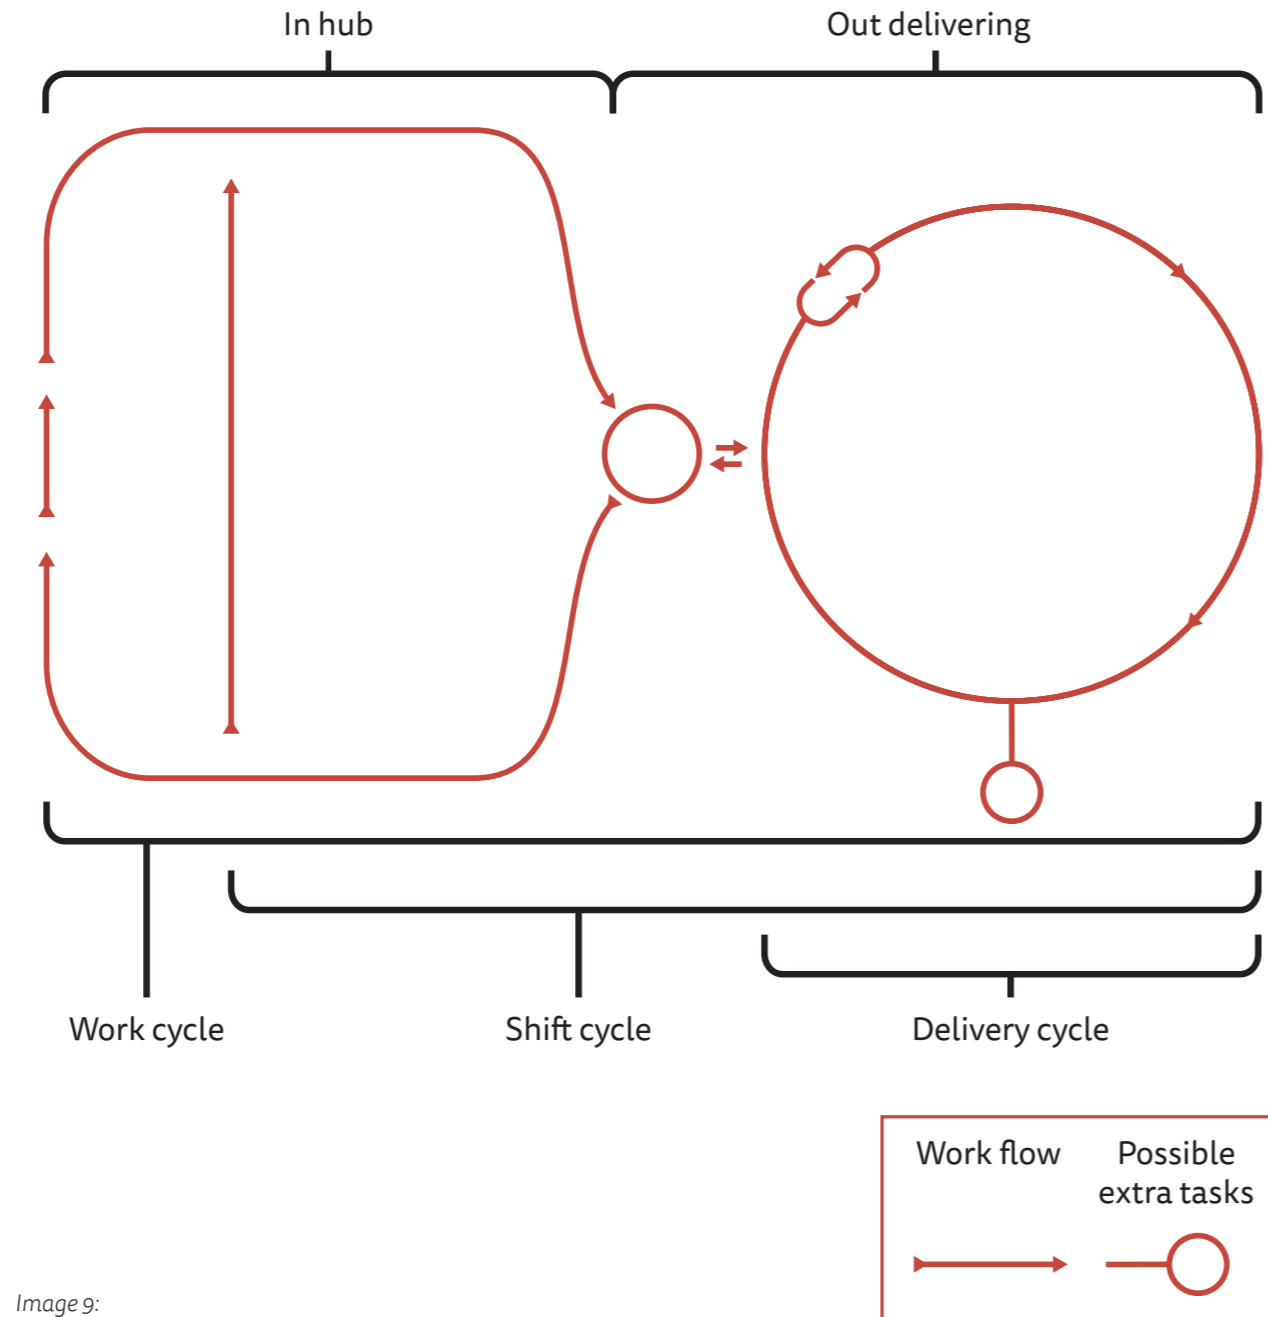 In hub
Out delivering
Work cycle
Shift cycle
Delivery cycle
Work flow
Possible
extra tasks
Image 9: